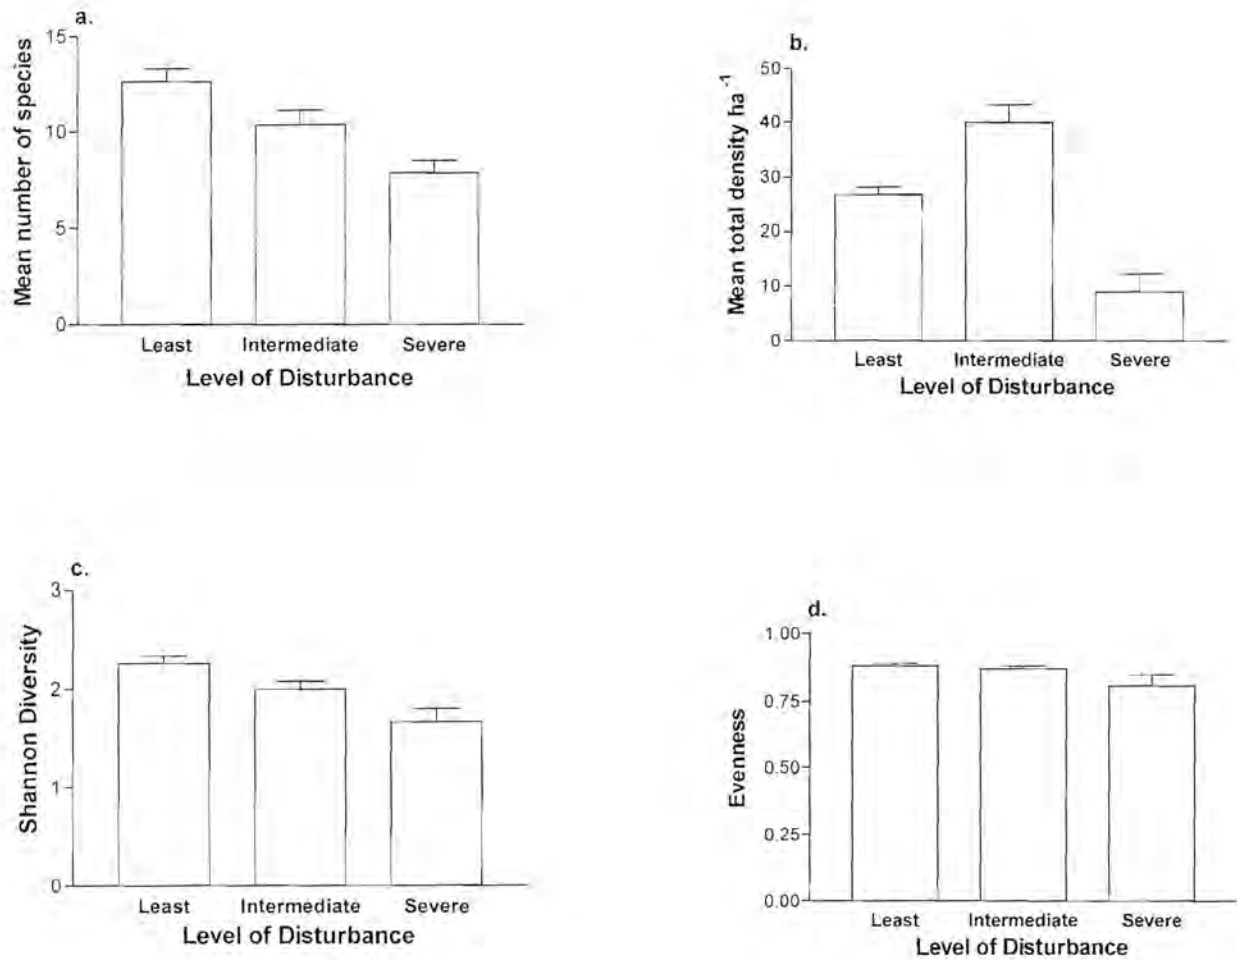 a.
Mean number of species
15
10
5
0
Least Intermediate Severe
Level of Disturbance
b.
Mean total density ha⁻¹
50
40
30
20
10
0
Least Intermediate Severe
Level of Disturbance
c.
Shannon Diversity
3
2
1
0
Least Intermediate Severe
Level of Disturbance
d.
Evenness
1.00
0.75
0.50
0.25
0.00
Least Intermediate Severe
Level of Disturbance